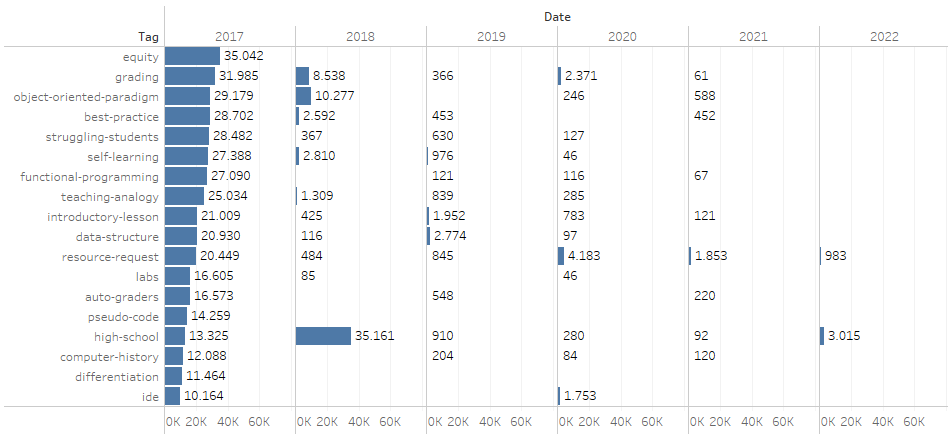 Date
Tag 2017 2018 2019 2020 2021 2022
equity 35.042
grading 31.985 8.538 366 2.371 61
object-oriented-paradigm 29.179 10.277 246 588
best-practice 28.702 2.592 453 452
struggling-students 28.482 367 630 127
self-learning 27.388 2.810 976 46
functional-programming 27.090 121 116 67
teaching-analogy 25.034 1.309 839 285
introductory-lesson 21.009 425 1.952 783 121
data-structure 20.930 116 2.774 97
resource-request 20.449 484 845 4.183 1.853 983
labs 16.605 85 46
auto-graders 16.573 548 220
pseudo-code 14.259
high-school 13.325 35.161 910 280 92 3.015
computer-history 12.088 204 84 120
differentiation 11.464
ide 10.164 1.753
0K 20K 40K 60K 0K 20K 40K 60K 0K 20K 40K 60K 0K 20K 40K 60K 0K 20K 40K 60K 0K 20K 40K 60K